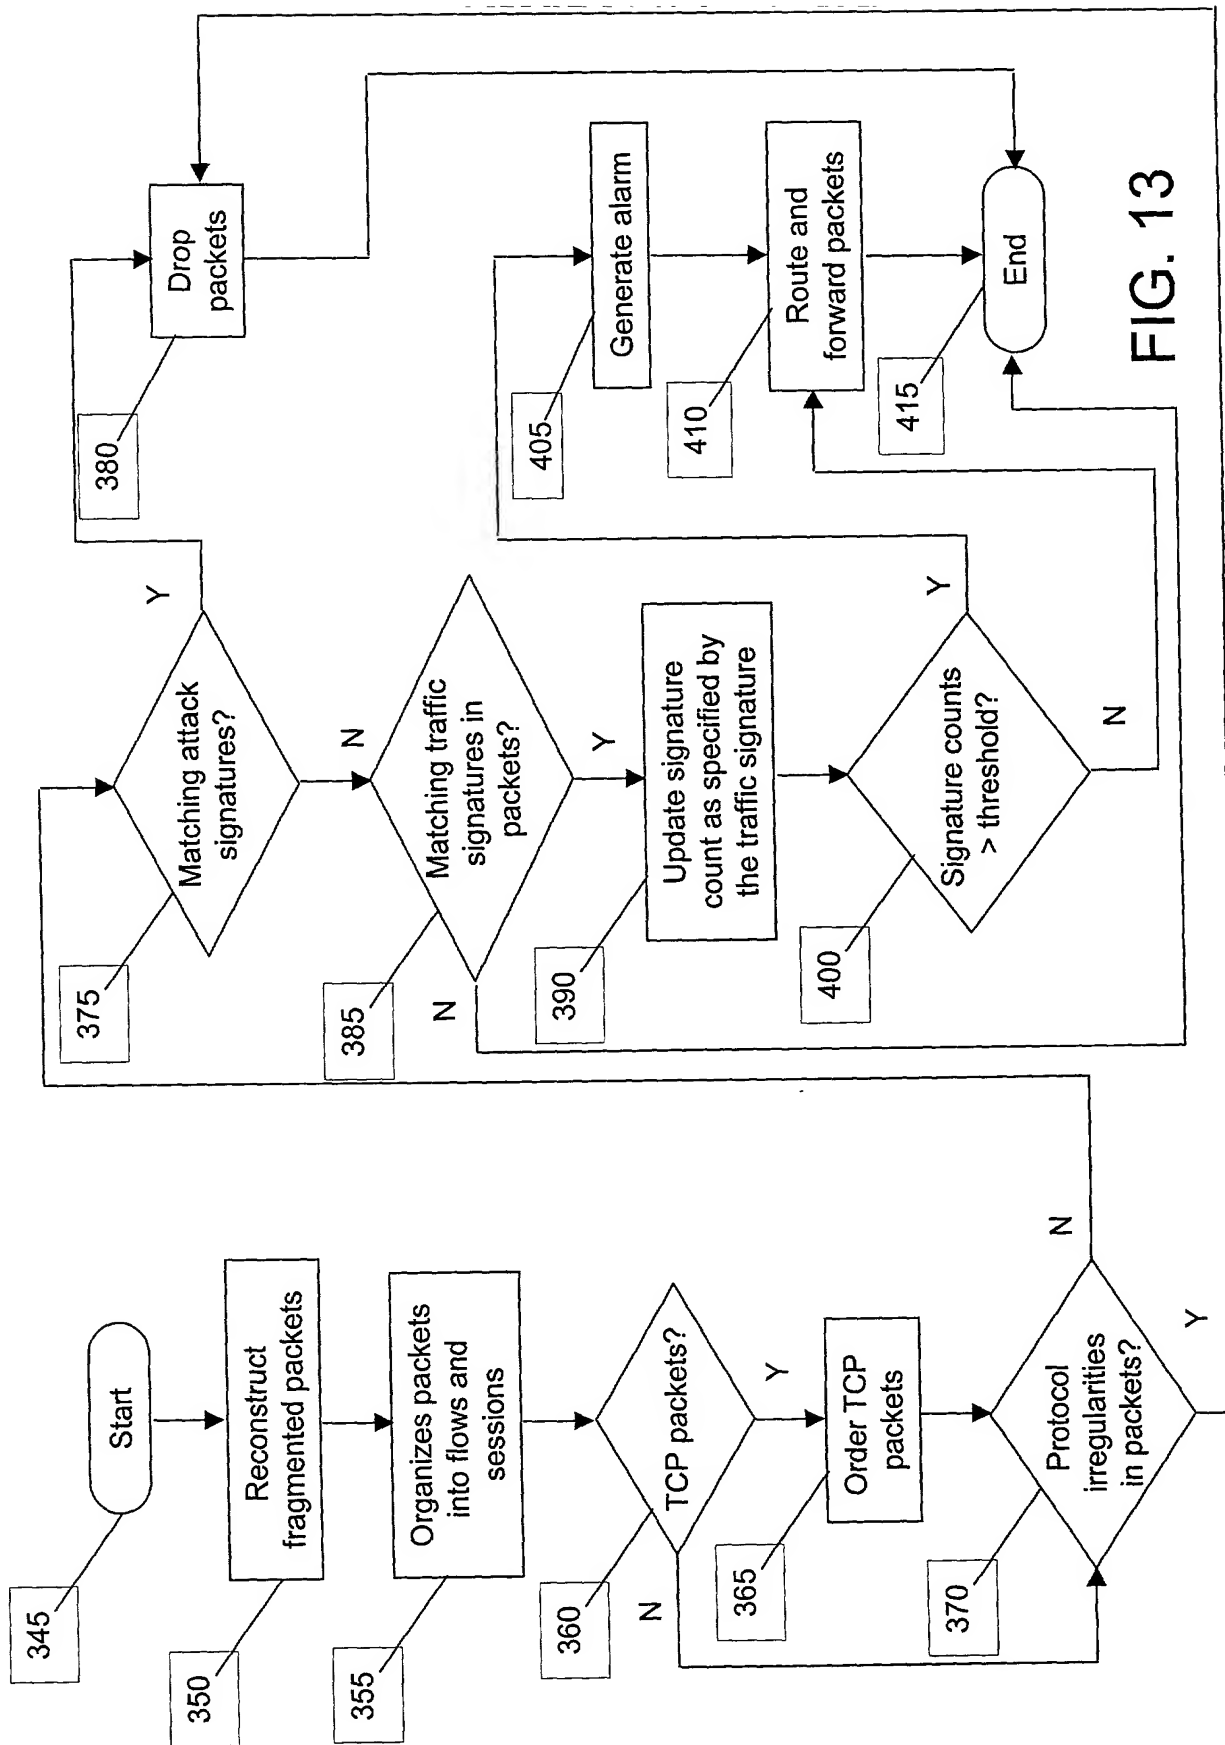 345
Start
350
Reconstruct
fragmented packets
355
Organizes packets
into flows and
sessions
360
TCP packets?
N
Y
365
Order TCP
packets
370
Protocol
irregularities
in packets?
N
Y
375
Matching attack
signatures?
Y
N
380
Drop
packets
385
Matching traffic
signatures in
packets?
N
Y
390
Update signature
count as specified by
the traffic signature
400
Signature counts
> threshold?
Y
N
405
Generate alarm
410
Route and
forward packets
415
End
FIG. 13